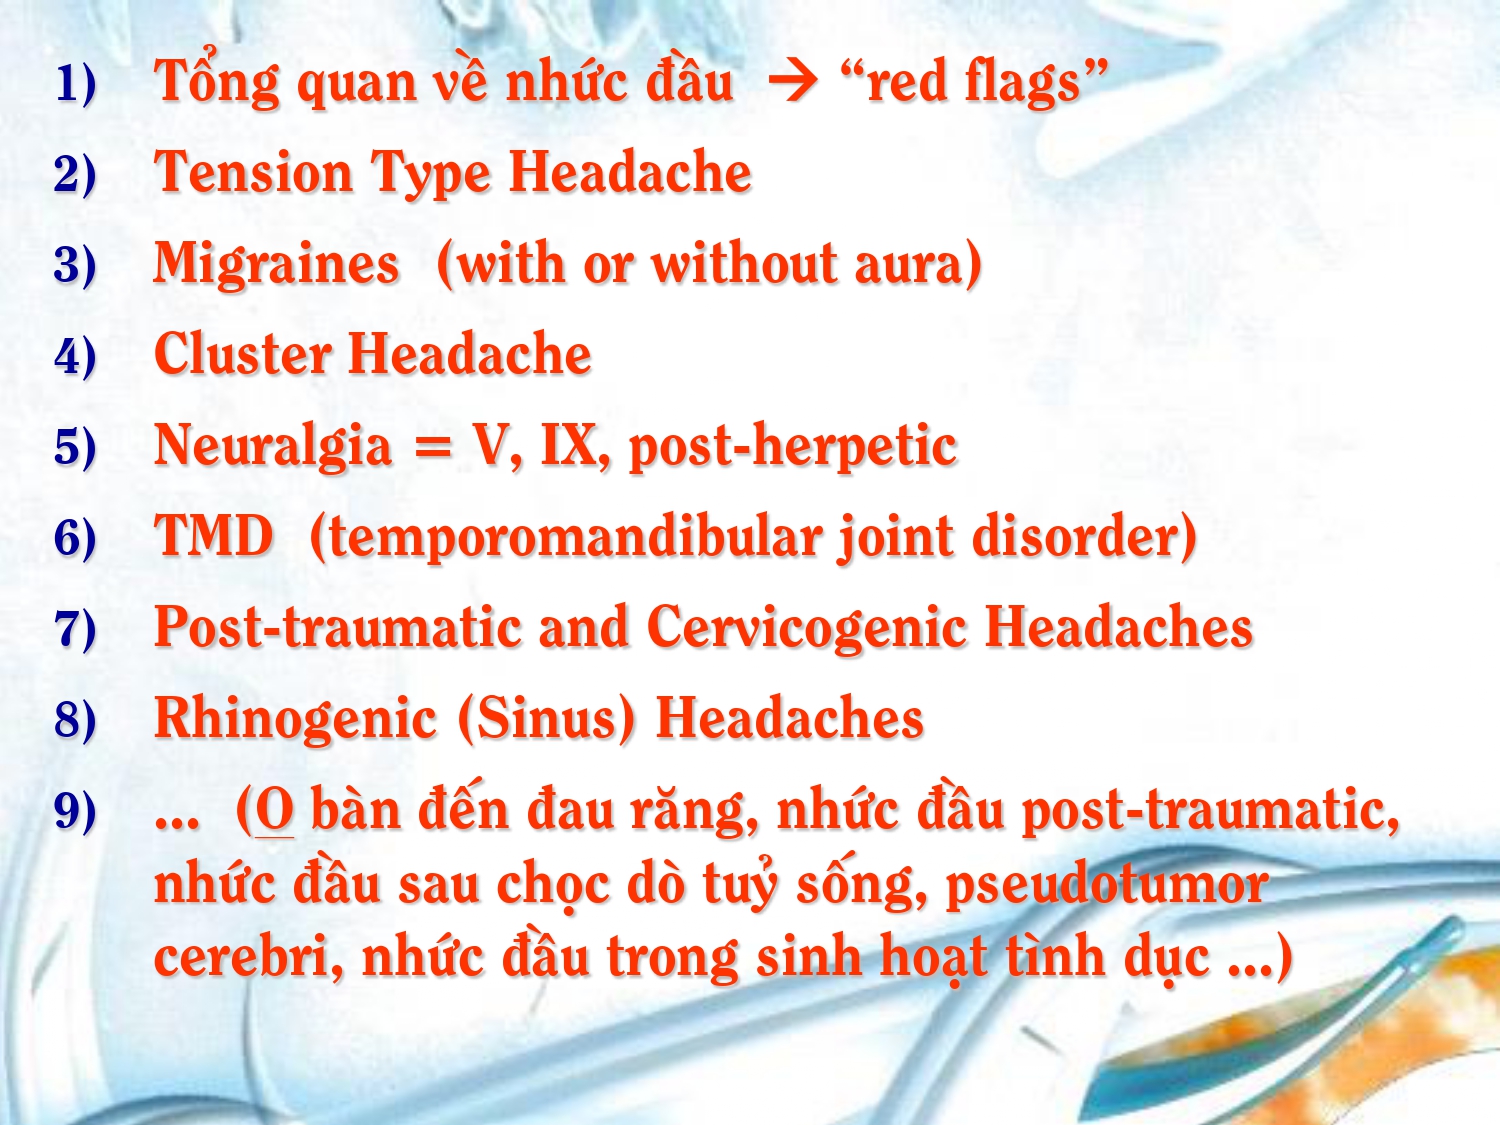 1) Tổng quan về nhức đầu → “red flags”
2) Tension Type Headache
3) Migraines (with or without aura)
4) Cluster Headache
5) Neuralgia = V, IX, post-herpetic
6) TMD (temporomandibular joint disorder)
7) Post-traumatic and Cervicogenic Headaches
8) Rhinogenic (Sinus) Headaches
9) ... (O bàn đến đau răng, nhức đầu post-traumatic,
nhức đầu sau chọc dò tuỷ sống, pseudotumor
cerebri, nhức đầu trong sinh hoạt tình dục ...)